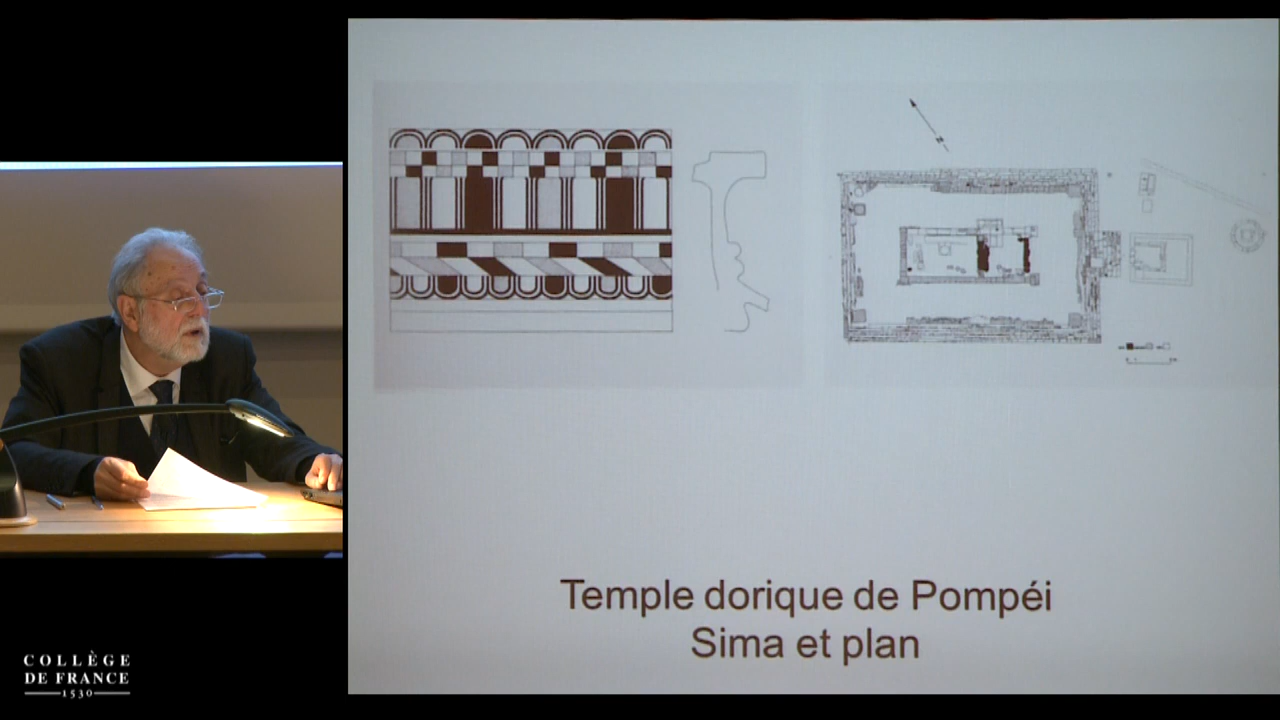 Temple dorique de Pompéi
Sima et plan
COLLÈGE
DE FRANCE
1530